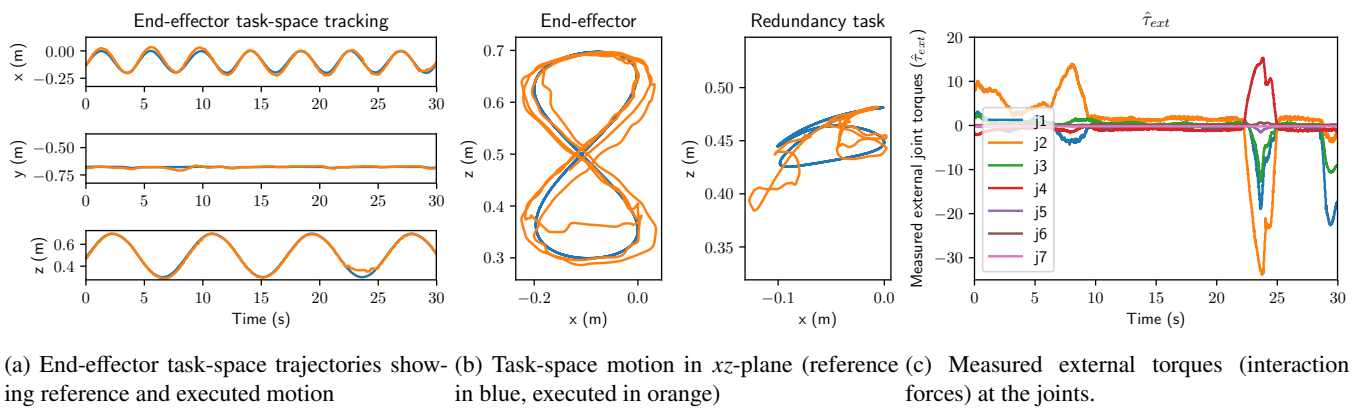 End-effector task-space tracking
x (m)
0.00
−0.25
0 5 10 15 20 25 30
y (m)
−0.50
−0.75
0 5 10 15 20 25 30
z (m)
0.6
0.4
0 5 10 15 20 25 30
Time (s)
End-effector
z (m)
0.7
0.6
0.5
0.4
0.3
−0.2 0.0
x (m)
Redundancy task
z (m)
0.50
0.45
0.40
0.35
−0.1 0.0
x (m)
τ̂ext
Measured external joint torques (τ̂ext)
20
10
0
−10
−20
−30
j1
j2
j3
j4
j5
j6
j7
0 5 10 15 20 25 30
Time (s)
(a) End-effector task-space trajectories show-
ing reference and executed motion
(b) Task-space motion in xz-plane (reference
in blue, executed in orange)
(c) Measured external torques (interaction
forces) at the joints.